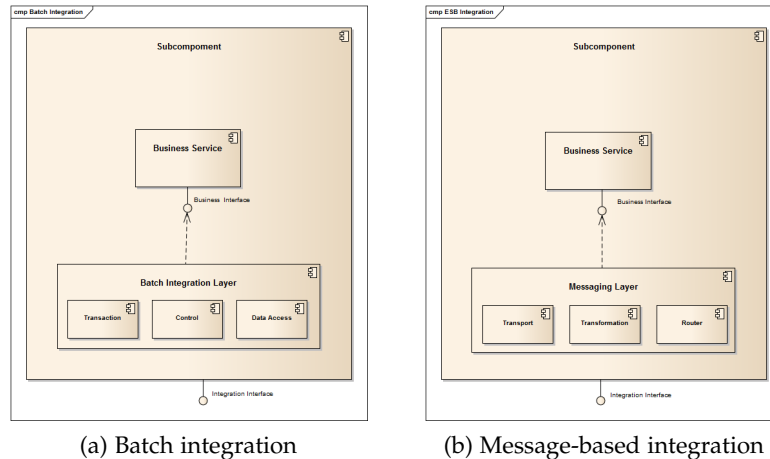 cmp Batch Integration
Subcomponent
Business Service
Business Interface
Batch Integration Layer
Transaction
Control
Data Access
Integration Interface
(a) Batch integration
cmp ESB Integration
Subcomponent
Business Service
Business Interface
Messaging Layer
Transport
Transformation
Router
Integration Interface
(b) Message-based integration